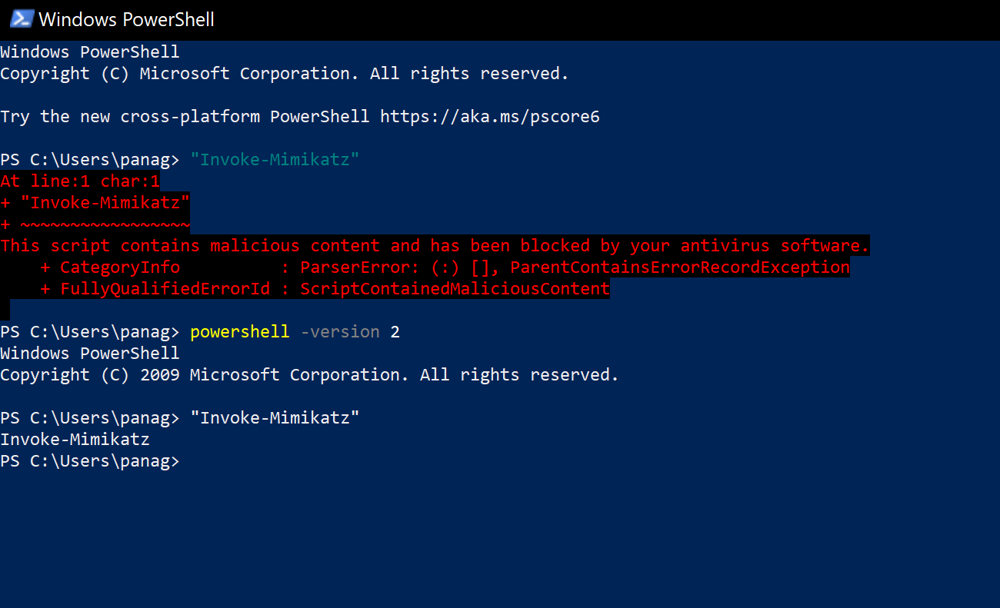 Windows PowerShell
Windows PowerShell
Copyright (C) Microsoft Corporation. All rights reserved.
Try the new cross-platform PowerShell https://aka.ms/pscore6
PS C:\Users\panag> "Invoke-Mimikatz"
At line:1 char:1
+ "Invoke-Mimikatz"
+ ~~~~~~~~~~~~~~~~~
This script contains malicious content and has been blocked by your antivirus software.
    + CategoryInfo          : ParserError: (:) [], ParentContainsErrorRecordException
    + FullyQualifiedErrorId : ScriptContainedMaliciousContent
PS C:\Users\panag> powershell -version 2
Windows PowerShell
Copyright (C) 2009 Microsoft Corporation. All rights reserved.
PS C:\Users\panag> "Invoke-Mimikatz"
Invoke-Mimikatz
PS C:\Users\panag>